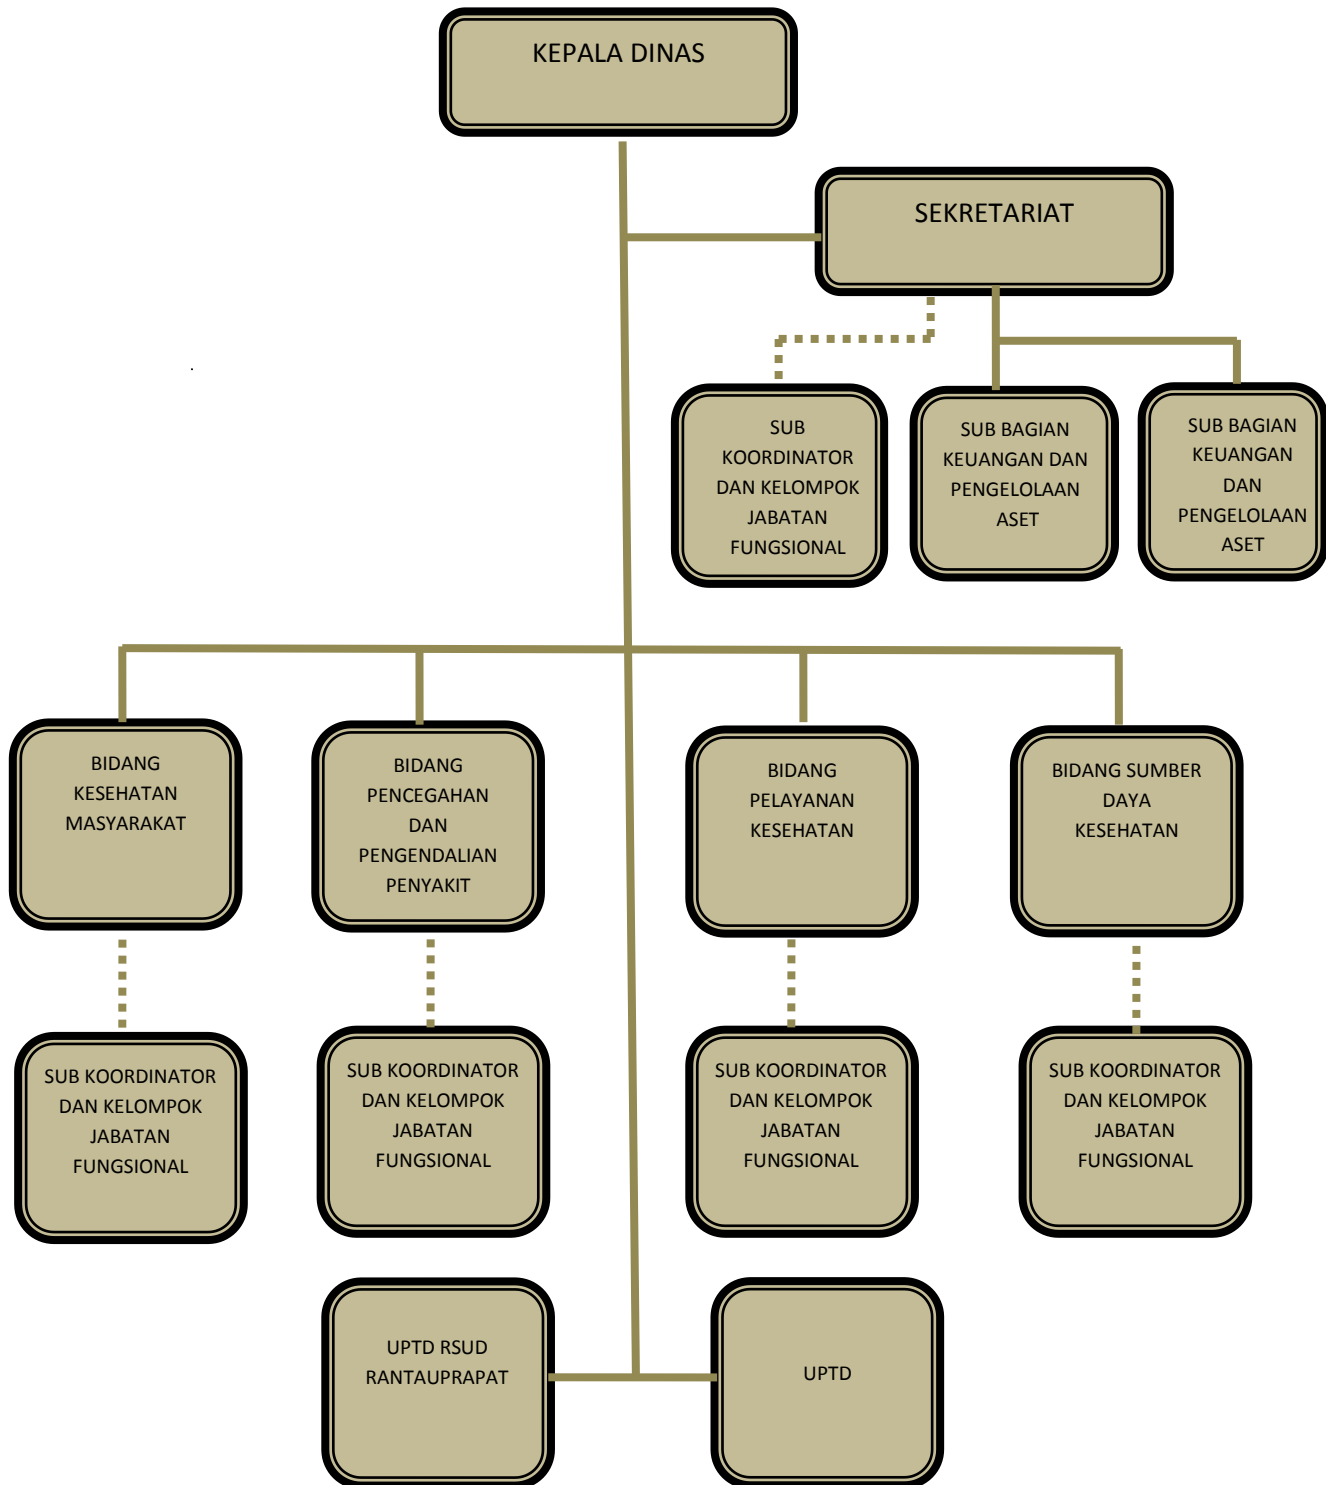 KEPALA DINAS
SEKRETARIAT
SUB
KOORDINATOR
DAN KELOMPOK
JABATAN
FUNGSIONAL
SUB BAGIAN
KEUANGAN DAN
PENGELOLAAN
ASET
SUB BAGIAN
KEUANGAN
DAN
PENGELOLAAN
ASET
BIDANG
KESEHATAN
MASYARAKAT
BIDANG
PENCEGAHAN
DAN
PENGENDALIAN
PENYAKIT
BIDANG
PELAYANAN
KESEHATAN
BIDANG SUMBER
DAYA
KESEHATAN
SUB KOORDINATOR
DAN KELOMPOK
JABATAN
FUNGSIONAL
SUB KOORDINATOR
DAN KELOMPOK
JABATAN
FUNGSIONAL
SUB KOORDINATOR
DAN KELOMPOK
JABATAN
FUNGSIONAL
SUB KOORDINATOR
DAN KELOMPOK
JABATAN
FUNGSIONAL
UPTD RSUD
RANTAUPRAPAT
UPTD